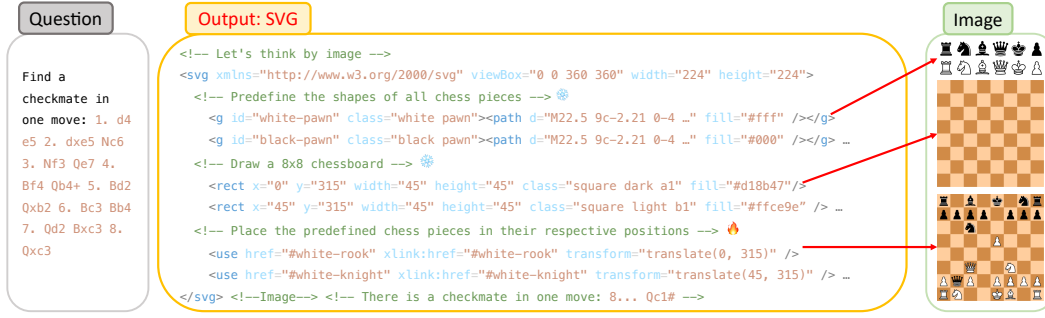 Question
Find a
checkmate in
one move: 1. d4
e5 2. dxe5 Nc6
3. Nf3 Qe7 4.
Bf4 Qb4+ 5. Bd2
Qxb2 6. Bc3 Bb4
7. Qd2 Bxc3 8.
Qxc3
Output: SVG
<!-- Let's think by image -->
<svg xmlns="http://www.w3.org/2000/svg" viewBox="0 0 360 360" width="224" height="224">
<!-- Predefine the shapes of all chess pieces -->
<g id="white-pawn" class="white pawn"><path d="M22.5 9c-2.21 0-4 …" fill="#fff" /></g>
<g id="black-pawn" class="black pawn"><path d="M22.5 9c-2.21 0-4 …" fill="#000" /></g> …
<!-- Draw a 8x8 chessboard -->
<rect x="0" y="315" width="45" height="45" class="square dark a1" fill="#d18b47"/>
<rect x="45" y="315" width="45" height="45" class="square light b1" fill="#ffce9e" /> …
<!-- Place the predefined chess pieces in their respective positions -->
<use href="#white-rook" xlink:href="#white-rook" transform="translate(0, 315)" />
<use href="#white-knight" xlink:href="#white-knight" transform="translate(45, 315)" /> …
</svg> <!--Image--> <!-- There is a checkmate in one move: 8... Qc1# -->
Image